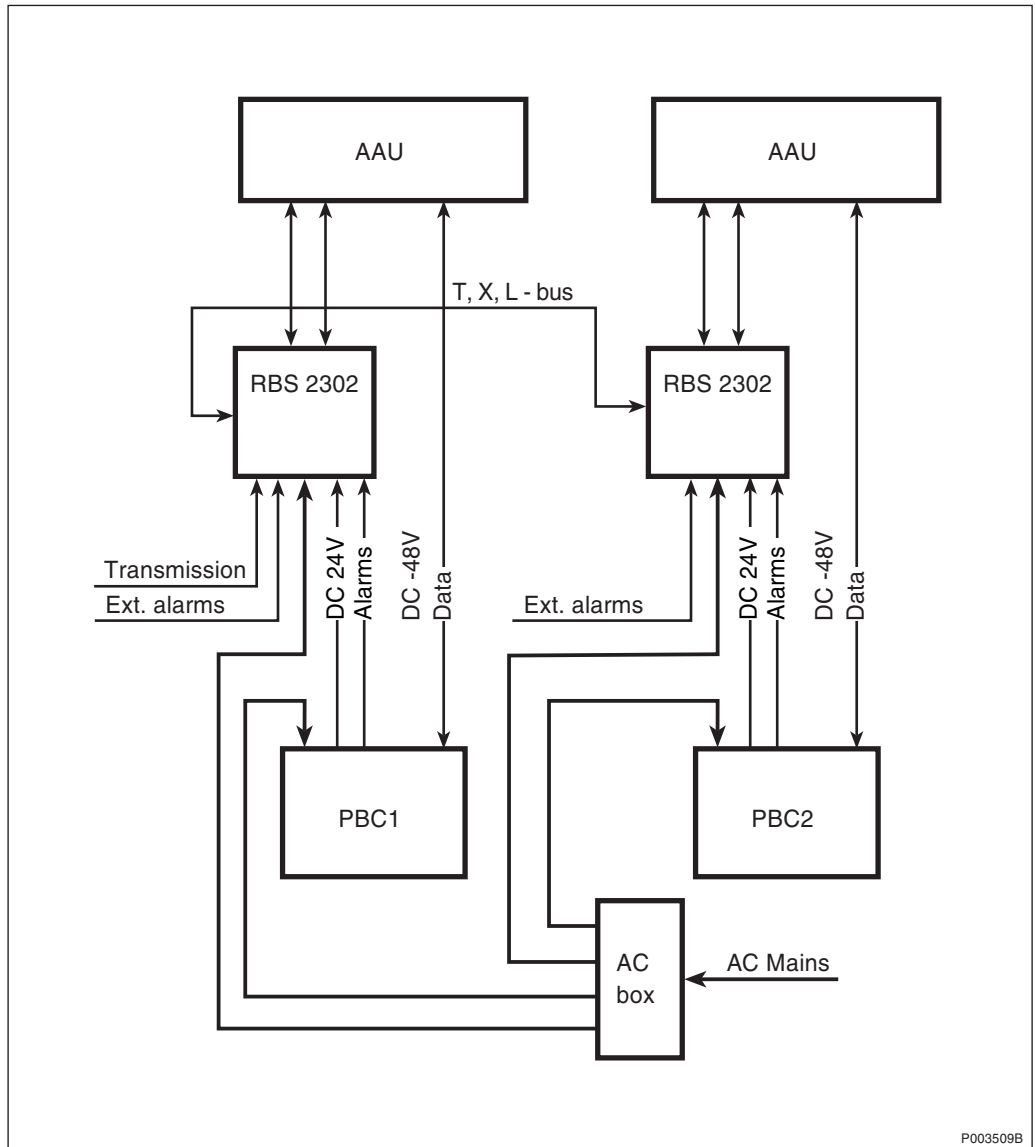 AAU
AAU
T, X, L - bus
RBS 2302
RBS 2302
Transmission
Ext. alarms
DC 24V
Alarms
DC -48V
Data
Ext. alarms
DC 24V
Alarms
DC -48V
Data
PBC1
PBC2
AC
box
AC Mains
P003509B